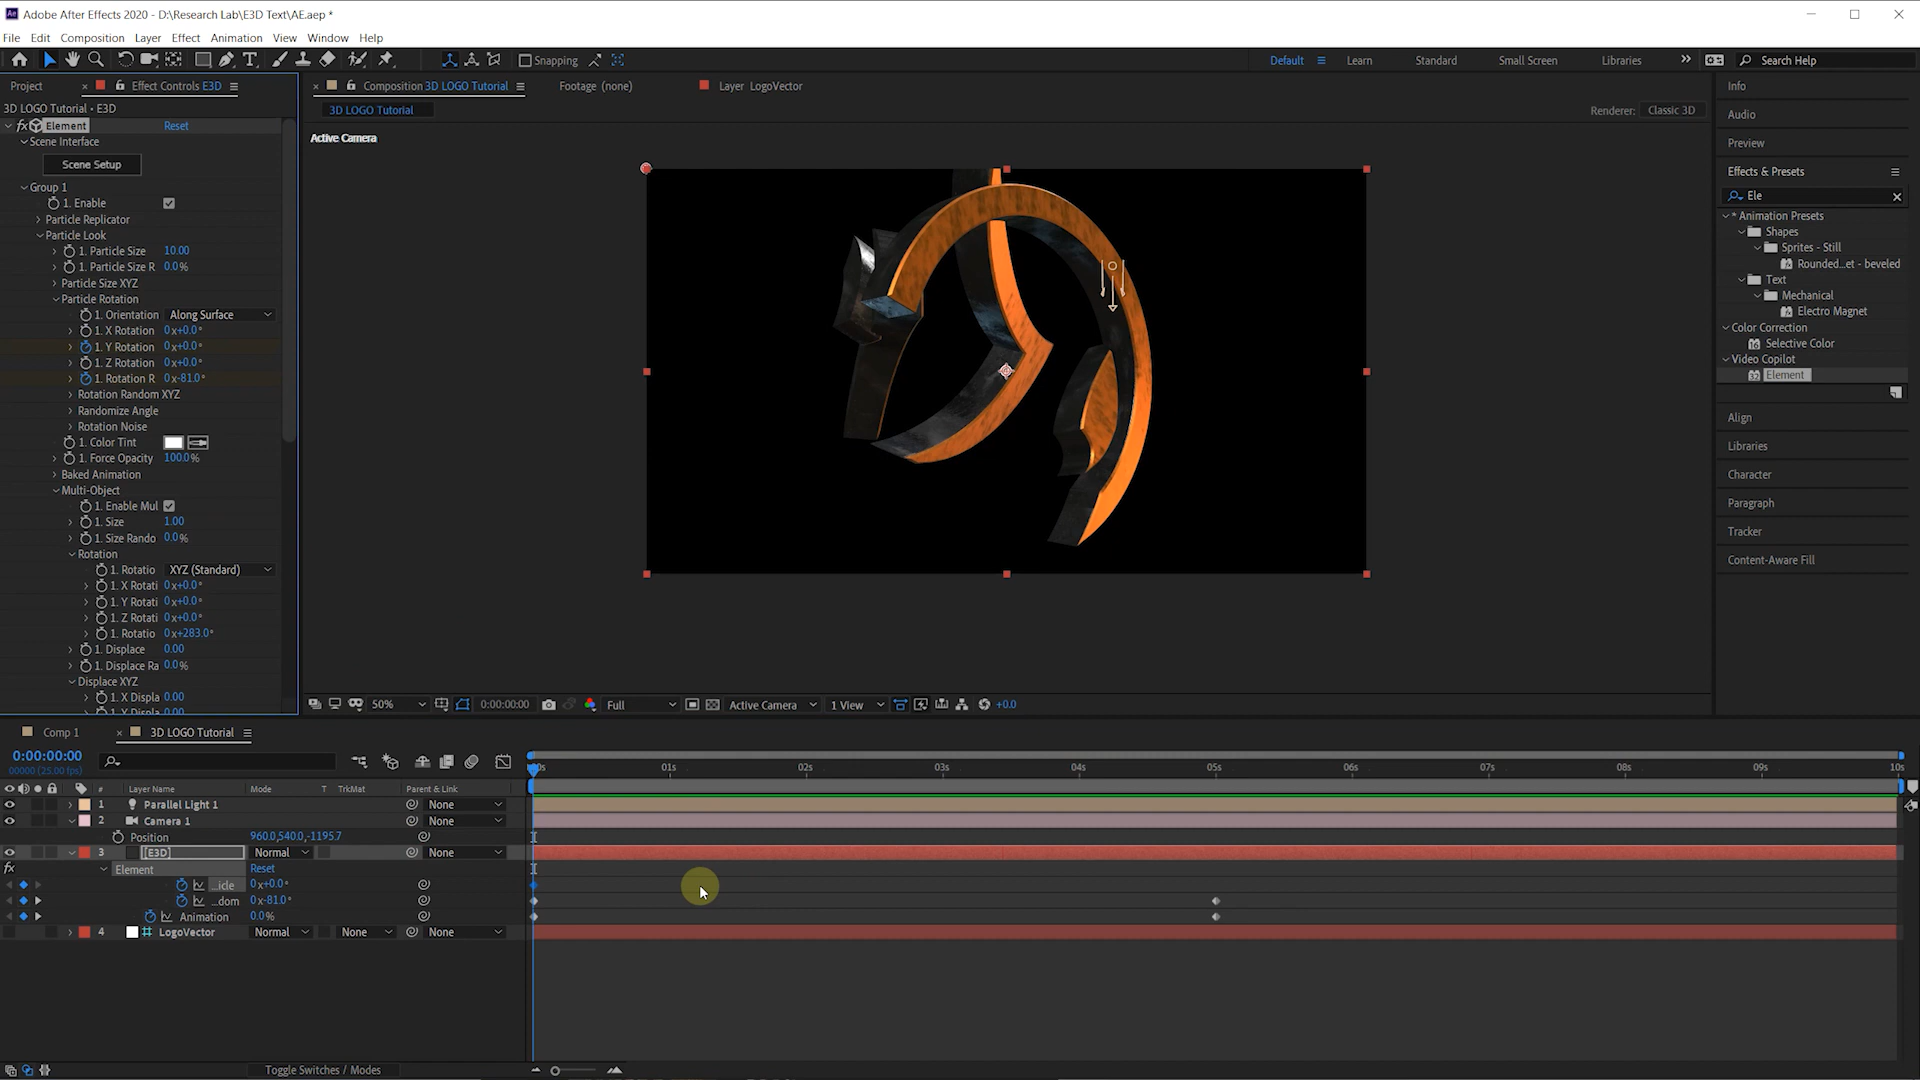 Adobe After Effects 2020 - D:\Research Lab\E3D Text\AE.aep *
File Edit Composition Layer Effect Animation View Window Help
Snapping Default Learn Standard Small Screen Libraries Search Help
Project Effect Controls E3D
3D LOGO Tutorial • E3D
fx Element Reset
Scene Interface
Scene Setup
Group 1
1. Enable
Particle Replicator
Particle Look
1. Particle Size 10.00
1. Particle Size R 0.0%
Particle Size XYZ
Particle Rotation
1. Orientation Along Surface
1. X Rotation 0x+0.0°
1. Y Rotation 0x+0.0°
1. Z Rotation 0x+0.0°
1. Rotation R 0x-81.0°
Rotation Random XYZ
Randomize Angle
Rotation Noise
1. Color Tint
1. Force Opacity 100.0%
Baked Animation
Multi-Object
1. Enable Mul
1. Size 1.00
1. Size Rando 0.0%
Rotation
1. Rotatio XYZ (Standard)
1. X Rotati 0x+0.0°
1. Y Rotati 0x+0.0°
1. Z Rotati 0x+0.0°
1. Rotatio 0x+283.0°
1. Displace 0.00
1. Displace Ra 0.0%
Displace XYZ
1. X Displa 0.00
1. Y Displa 0.00
Composition 3D LOGO Tutorial Footage (none) Layer LogoVector
3D LOGO Tutorial Renderer: Classic 3D
Active Camera
50% 0:00:00:00 Full Active Camera 1 View +0.0
Info
Audio
Preview
Effects & Presets
Ele
* Animation Presets
Shapes
Sprites - Still
Rounded...et - beveled
Text
Mechanical
Electro Magnet
Color Correction
Selective Color
Video Copilot
Element
Align
Libraries
Character
Paragraph
Tracker
Content-Aware Fill
Comp 1 3D LOGO Tutorial
0:00:00:00
00000 (25.00 fps)
01s 02s 03s 04s 05s 06s 07s 08s 09s 10s
# Layer Name Mode T TrkMat Parent & Link
1 Parallel Light 1 None
2 Camera 1 None
Position 960.0,540.0,-1195.7
3 [E3D] Normal None
fx Element Reset
..icle 0x+0.0°
..dom 0x-81.0°
Animation 0.0%
4 LogoVector Normal None None
Toggle Switches / Modes